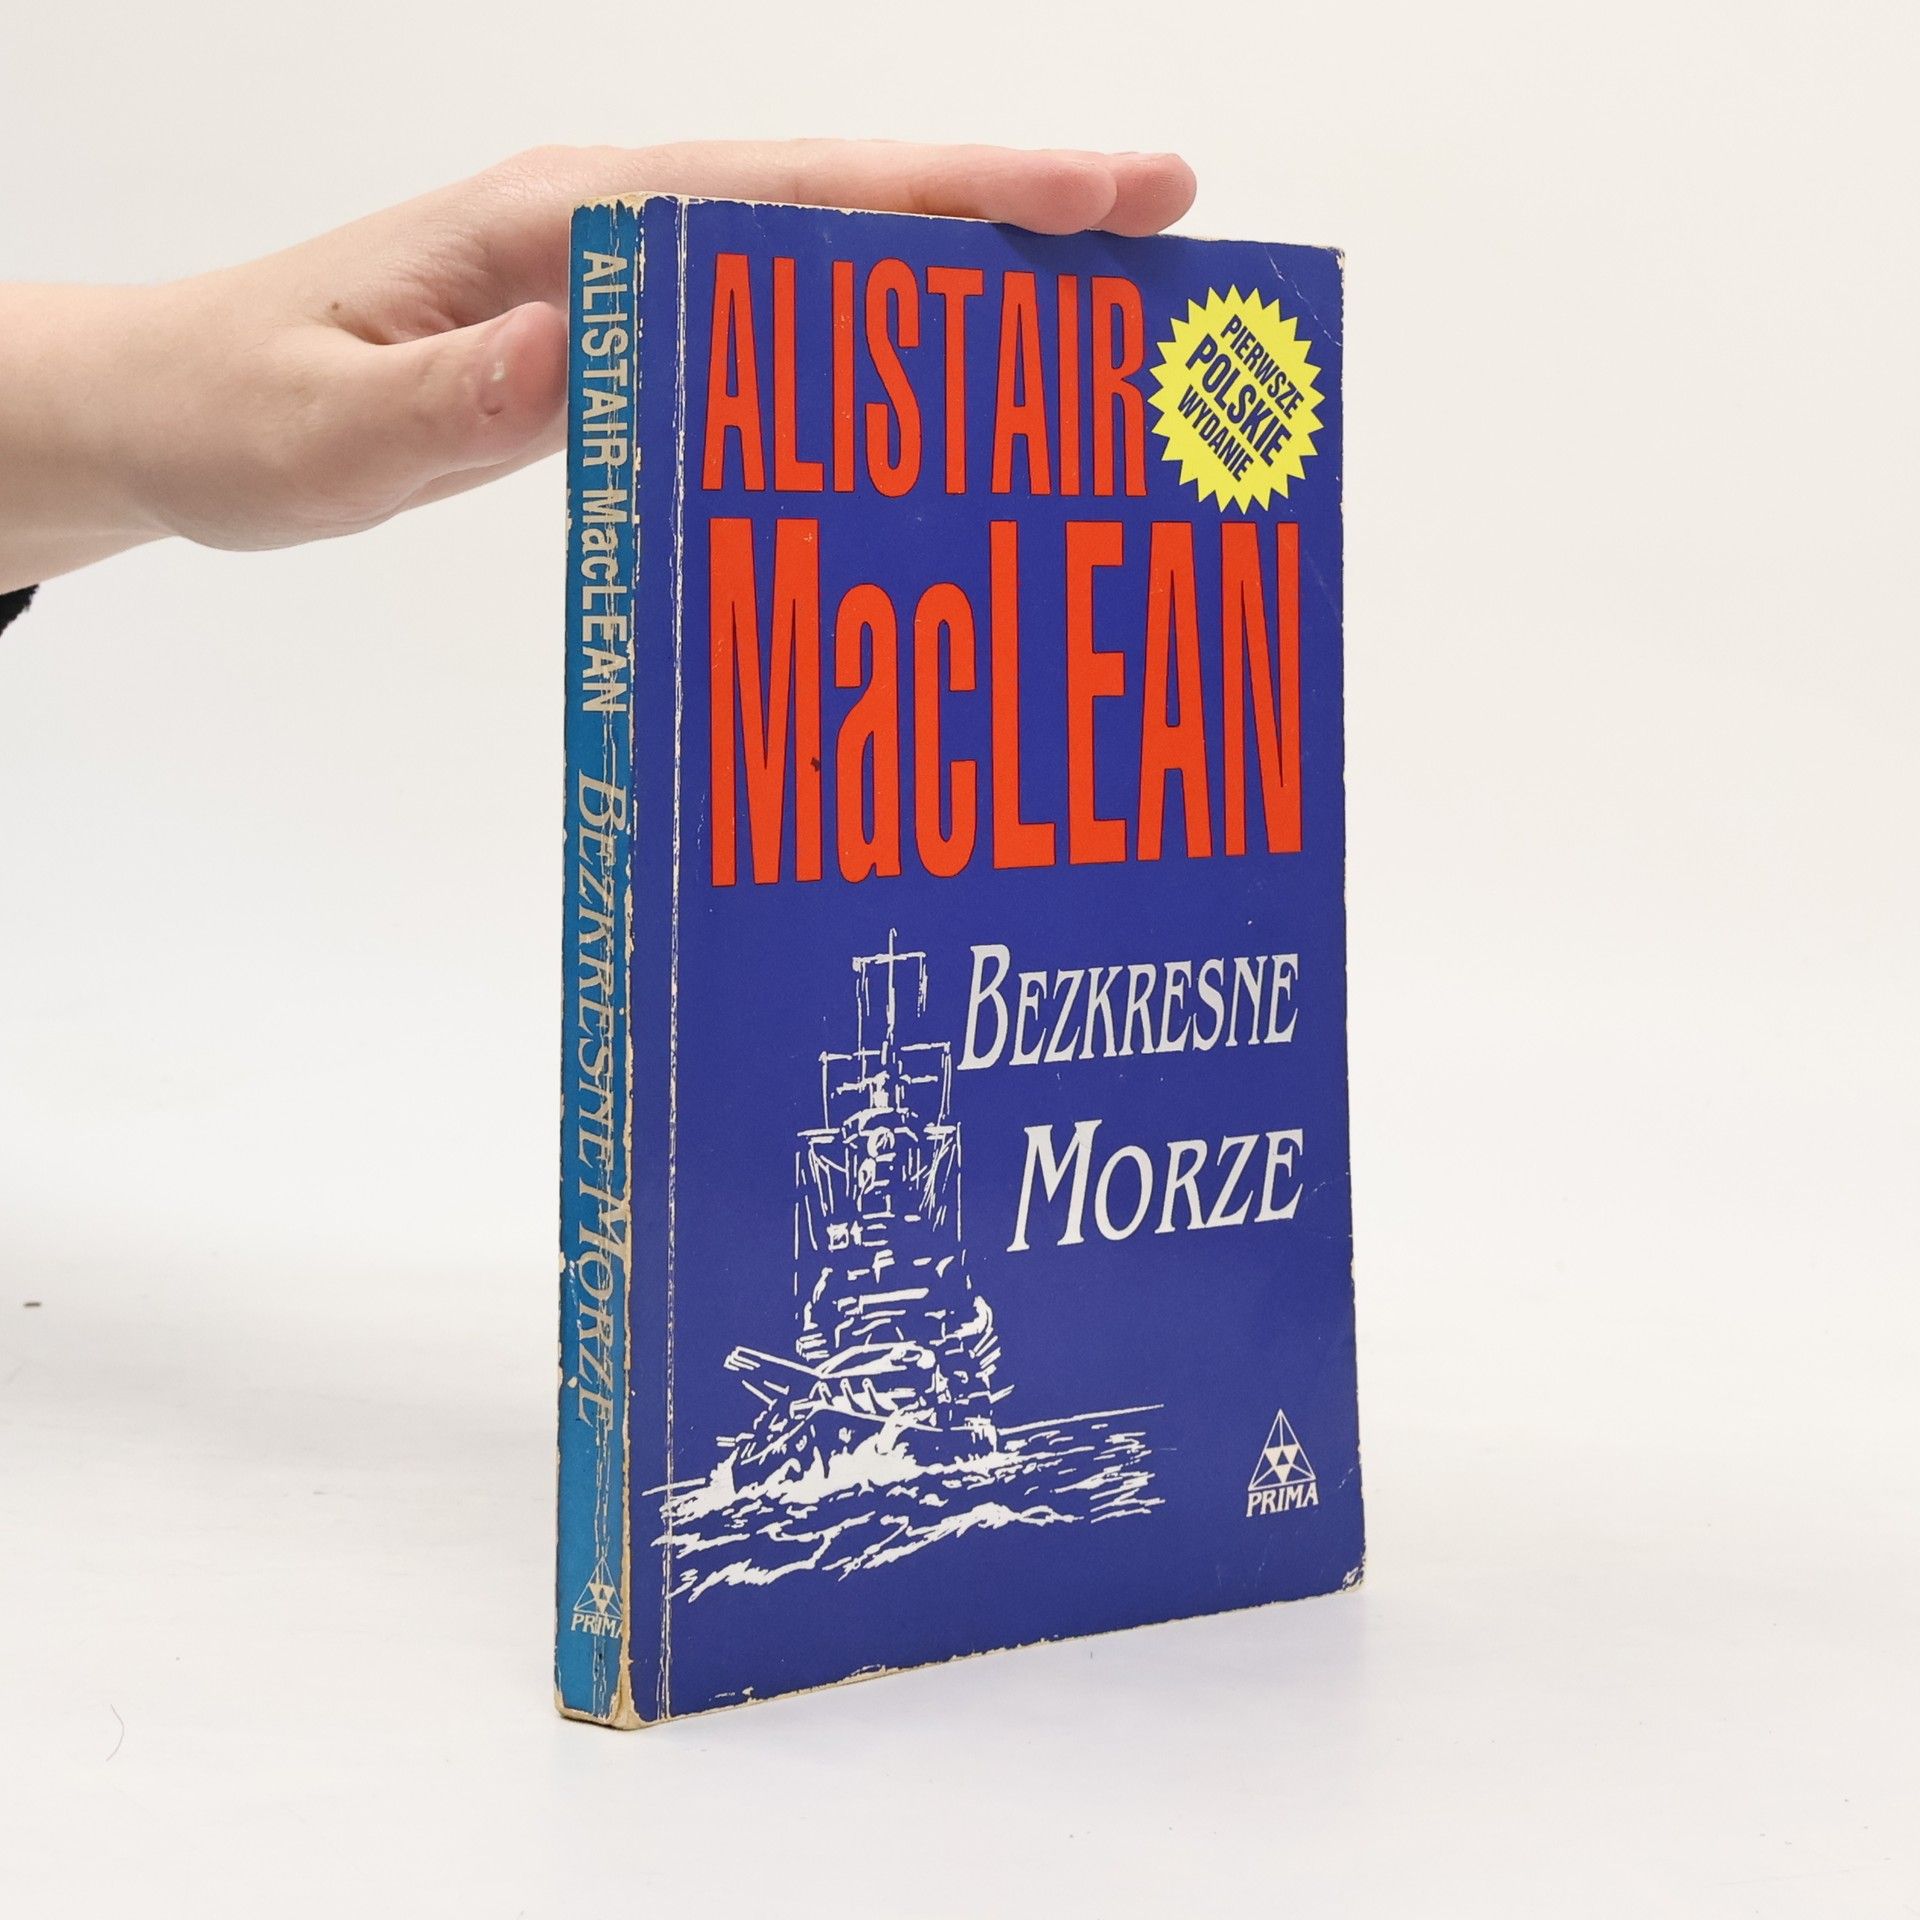 ALISTAIR MacLEAN BEZKRESNE MORZE
PRIMA
ALISTAIR
MacLEAN
PIERWSZE
POLSKIE
WYDANIE
BEZKRESNE
MORZE
PRIMA